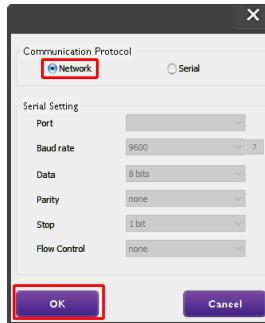 Communication Protocol
Network Serial
Serial Setting
Port
Baud rate 9600 ?
Data 8 bits
Parity none
Stop 1 bit
Flow Control none
OK Cancel